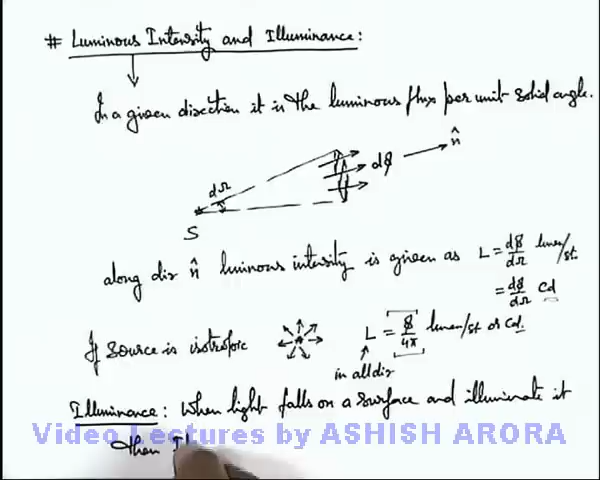 # Luminous Intensity and Illuminance:
In a given direction it is the luminous flux per unit solid angle.
dΩ
dϕ
n̂
S
along dir n̂ luminous intensity is given as L = dϕ/dΩ lumen/st.
= dϕ/dΩ Cd
If source is isotropic L = ϕ/4π lumen/st or Cd.
in all dir
Illuminance: When light falls on a surface and illuminate it
Video Lectures by ASHISH ARORA
then